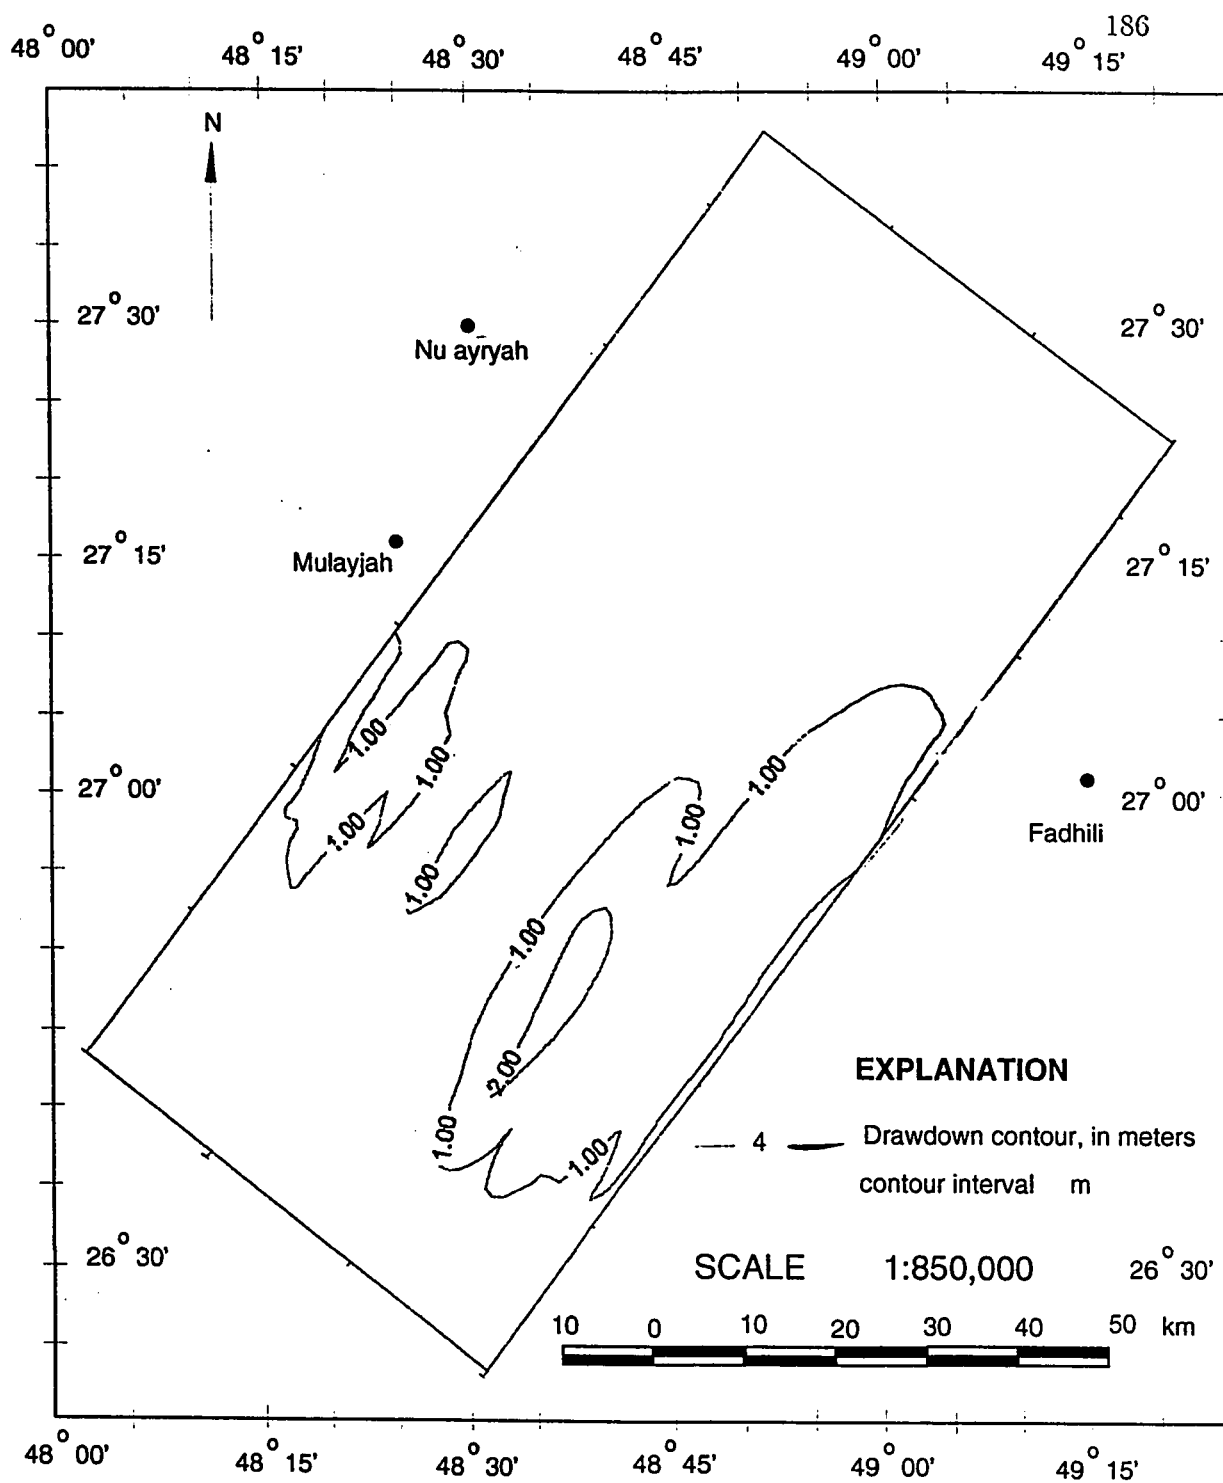 186
48° 00' 48° 15' 48° 30' 48° 45' 49° 00' 49° 15'
N
27° 30' 27° 30'
Nu ayryah
27° 15' 27° 15'
Mulayjah
1.00
1.00
1.00
1.00
27° 00' 27° 00'
1.00
1.00
Fadhili
1.00
2.00
1.00
1.00
EXPLANATION
4 Drawdown contour, in meters
contour interval m
26° 30' SCALE 1:850,000 26° 30'
10 0 10 20 30 40 50 km
48° 00' 48° 15' 48° 30' 48° 45' 49° 00' 49° 15'